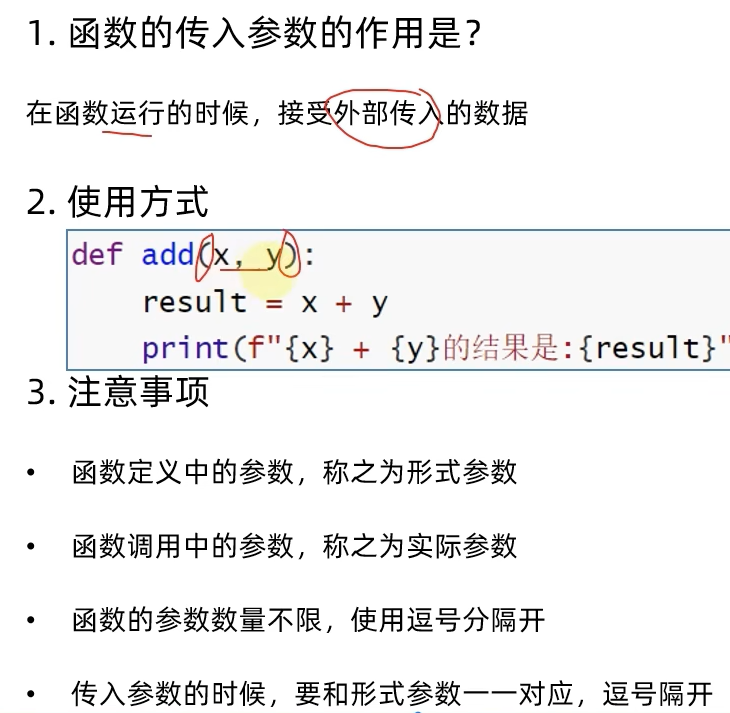 1. 函数的传入参数的作用是？
在函数运行的时候，接受外部传入的数据
2. 使用方式
def add(x, y):
    result = x + y
    print(f"{x} + {y}的结果是:{result}"
3. 注意事项
• 函数定义中的参数，称之为形式参数
• 函数调用中的参数，称之为实际参数
• 函数的参数数量不限，使用逗号分隔开
• 传入参数的时候，要和形式参数一一对应，逗号隔开